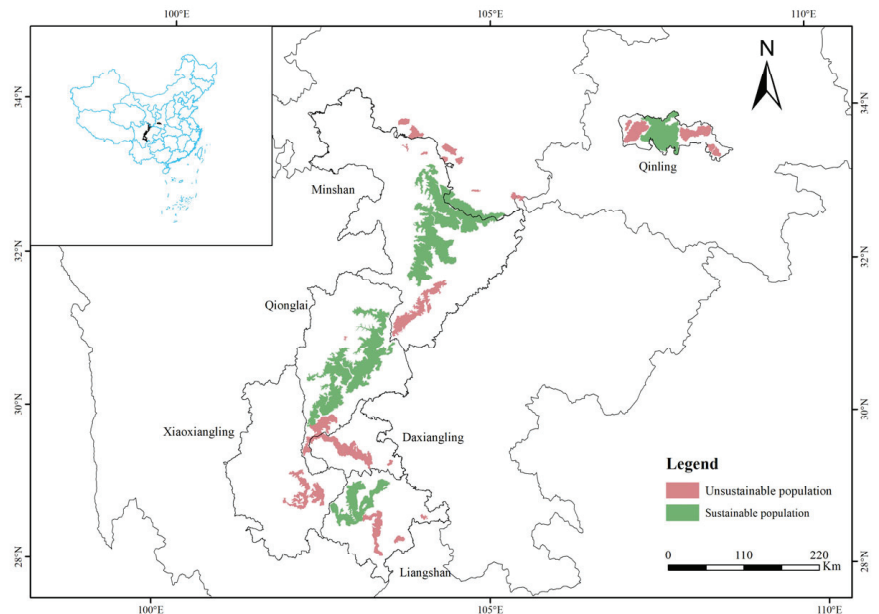 100°E
105°E
110°E
N
34°N
34°N
Qinling
Minshan
32°N
32°N
Qionglai
30°N
30°N
Xiaoxiangling
Daxiangling
Legend
Unsustainable population
Sustainable population
28°N
28°N
0 110 220
Km
Liangshan
100°E
105°E
110°E